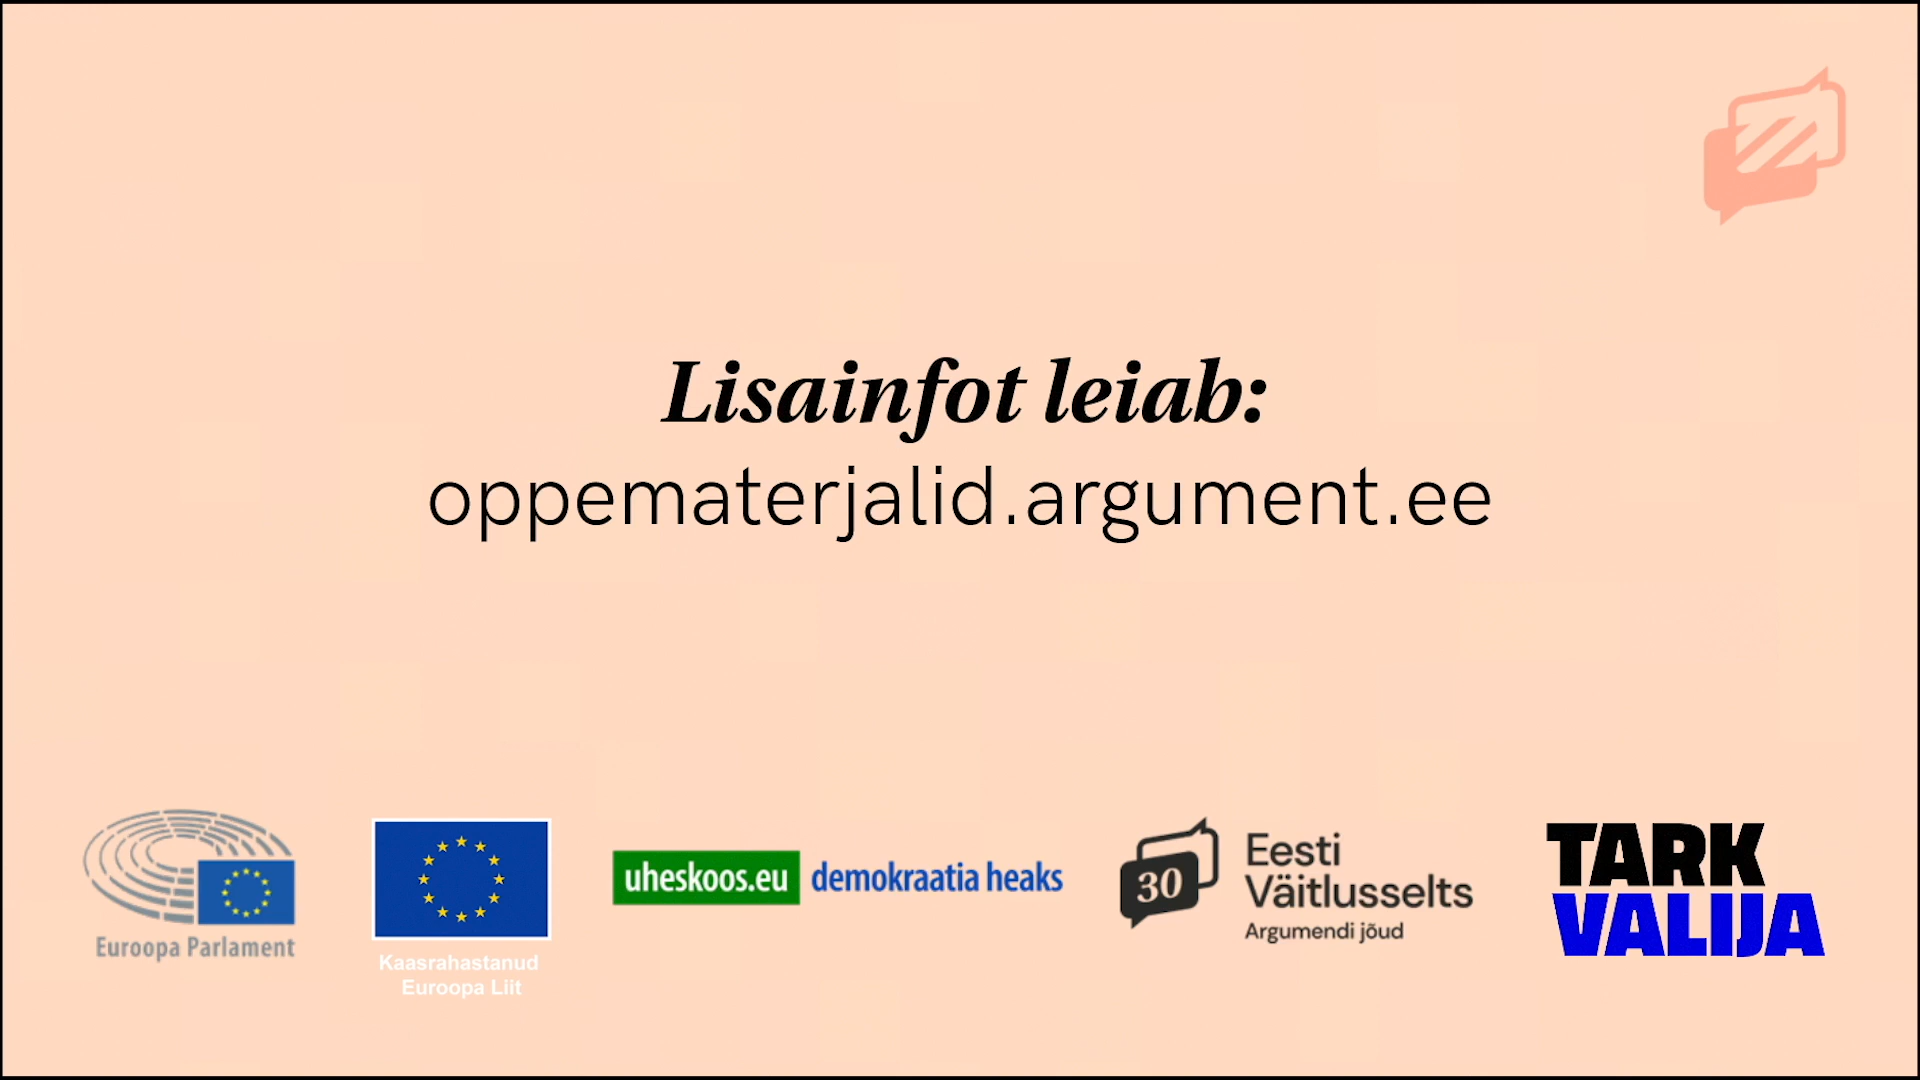 Lisainfot leiab:
oppematerjalid.argument.ee
Euroopa Parlament
Kaasrahastanud
Euroopa Liit
uheskoos.eu demokraatia heaks
30
Eesti
Väitlusselts
Argumendi jõud
TARK
VALIJA